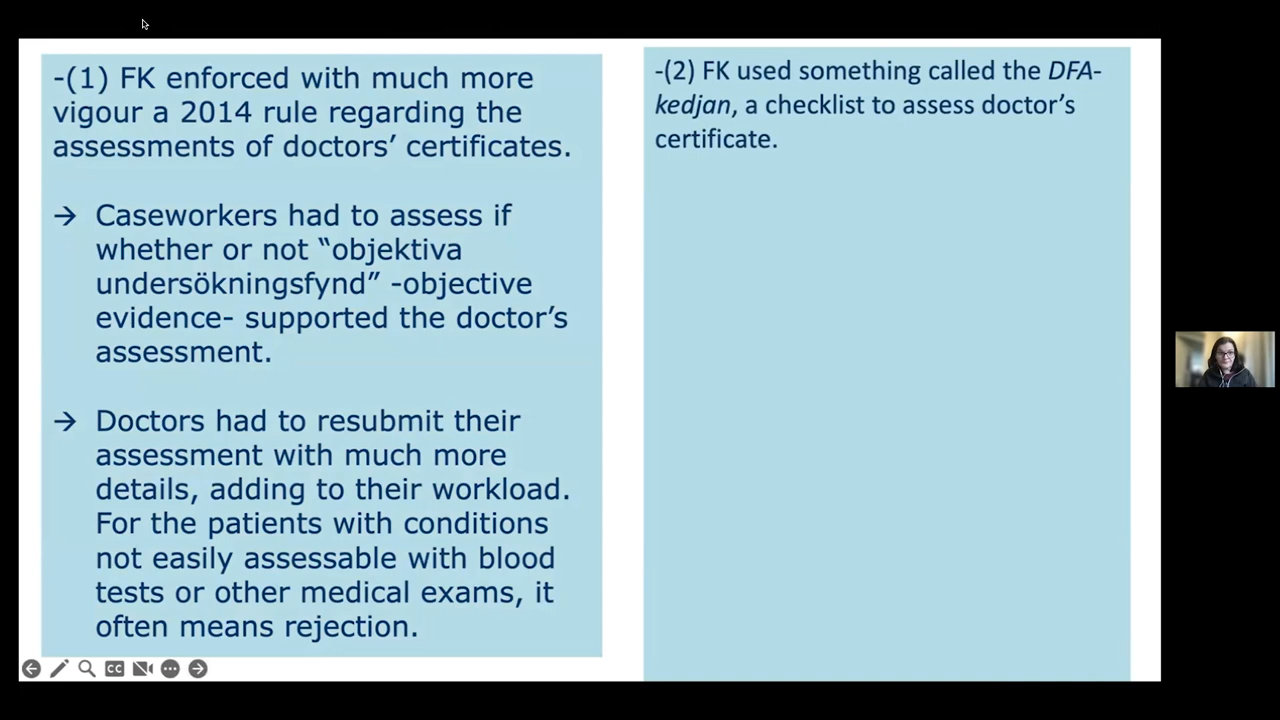 -(1) FK enforced with much more
vigour a 2014 rule regarding the
assessments of doctors’ certificates.
→ Caseworkers had to assess if
whether or not “objektiva
undersökningsfynd” -objective
evidence- supported the doctor’s
assessment.
→ Doctors had to resubmit their
assessment with much more
details, adding to their workload.
For the patients with conditions
not easily assessable with blood
tests or other medical exams, it
often means rejection.
-(2) FK used something called the DFA-
kedjan, a checklist to assess doctor’s
certificate.
CC